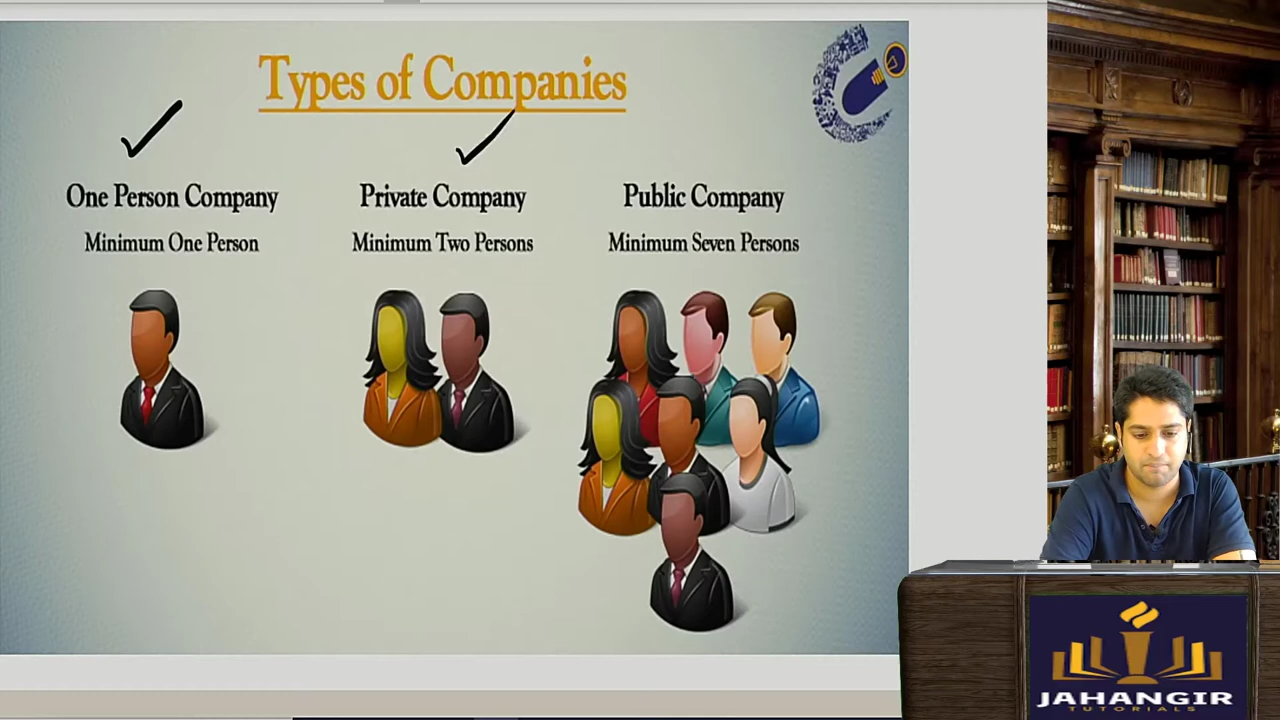 Types of Companies
One Person Company
Private Company
Public Company
Minimum One Person
Minimum Two Persons
Minimum Seven Persons
JAHANGIR
TUTORIALS